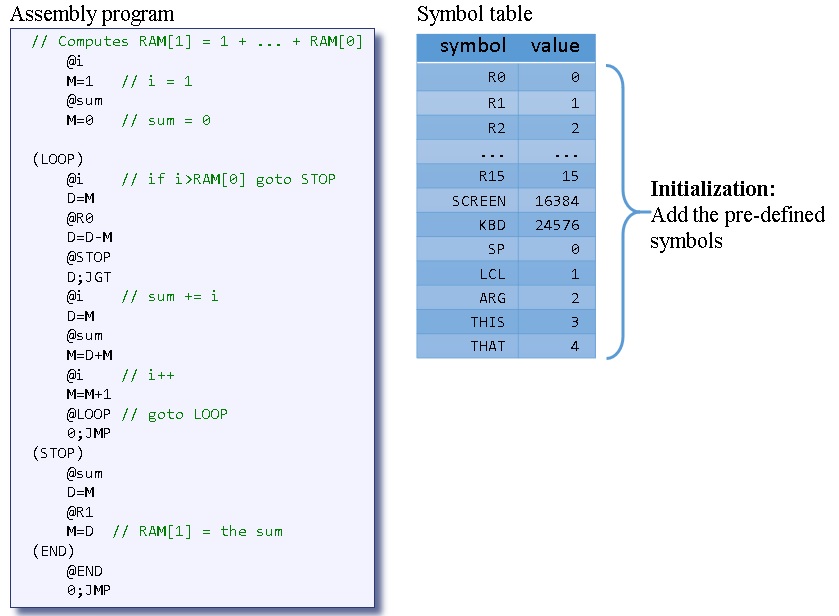 Assembly program
// Computes RAM[1] = 1 + ... + RAM[0]
@i
M=1 // i = 1
@sum
M=0 // sum = 0
(LOOP)
@i // if i>RAM[0] goto STOP
D=M
@R0
D=D-M
@STOP
D;JGT
@i // sum += i
D=M
@sum
M=D+M
@i // i++
M=M+1
@LOOP // goto LOOP
0;JMP
(STOP)
@sum
D=M
@R1
M=D // RAM[1] = the sum
(END)
@END
0;JMP
Symbol table
symbol value
R0 0
R1 1
R2 2
... ...
R15 15
SCREEN 16384
KBD 24576
SP 0
LCL 1
ARG 2
THIS 3
THAT 4
Initialization:
Add the pre-defined
symbols